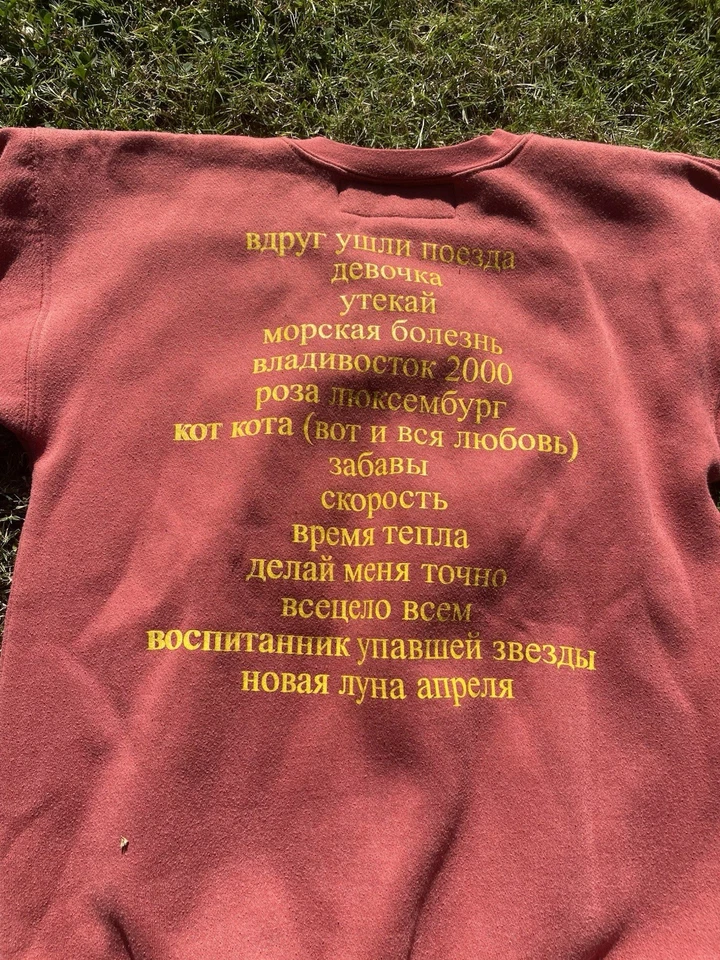 вдруг ушли поезда
девочка
утекай
морская болезнь
владивосток 2000
роза люксембург
кот кота (вот и вся любовь)
забавы
скорость
время тепла
делай меня точно
всецело всем
воспитанник упавшей звезды
новая луна апреля